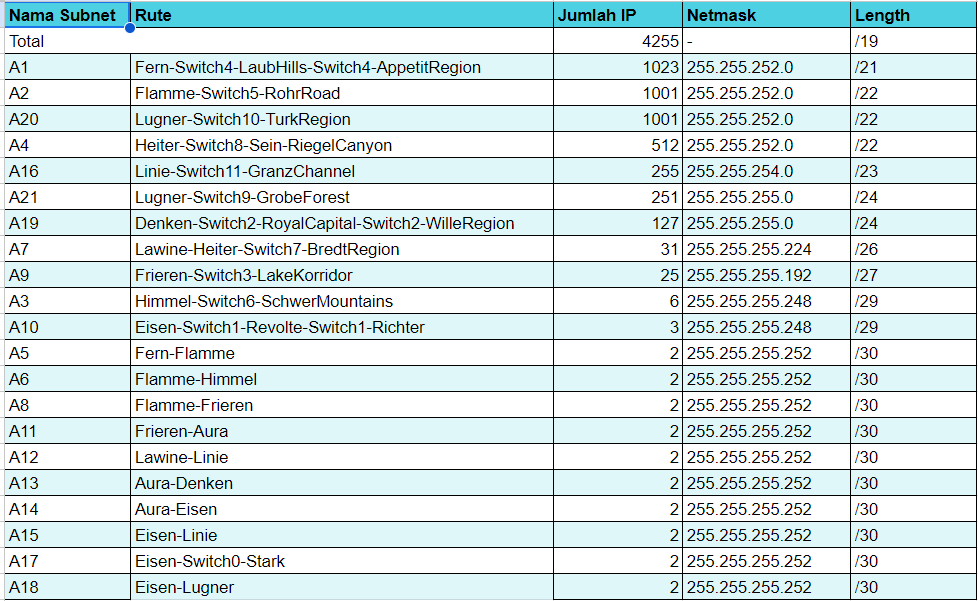 Nama Subnet Rute Jumlah IP Netmask Length
Total 4255 - /19
A1 Fern-Switch4-LaubHills-Switch4-AppetitRegion 1023 255.255.252.0 /21
A2 Flamme-Switch5-RohrRoad 1001 255.255.252.0 /22
A20 Lugner-Switch10-TurkRegion 1001 255.255.252.0 /22
A4 Heiter-Switch8-Sein-RiegelCanyon 512 255.255.252.0 /22
A16 Linie-Switch11-GranzChannel 255 255.255.254.0 /23
A21 Lugner-Switch9-GrobeForest 251 255.255.255.0 /24
A19 Denken-Switch2-RoyalCapital-Switch2-WilleRegion 127 255.255.255.0 /24
A7 Lawine-Heiter-Switch7-BredtRegion 31 255.255.255.224 /26
A9 Frieren-Switch3-LakeKorridor 25 255.255.255.192 /27
A3 Himmel-Switch6-SchwerMountains 6 255.255.255.248 /29
A10 Eisen-Switch1-Revolte-Switch1-Richter 3 255.255.255.248 /29
A5 Fern-Flamme 2 255.255.255.252 /30
A6 Flamme-Himmel 2 255.255.255.252 /30
A8 Flamme-Frieren 2 255.255.255.252 /30
A11 Frieren-Aura 2 255.255.255.252 /30
A12 Lawine-Linie 2 255.255.255.252 /30
A13 Aura-Denken 2 255.255.255.252 /30
A14 Aura-Eisen 2 255.255.255.252 /30
A15 Eisen-Linie 2 255.255.255.252 /30
A17 Eisen-Switch0-Stark 2 255.255.255.252 /30
A18 Eisen-Lugner 2 255.255.255.252 /30